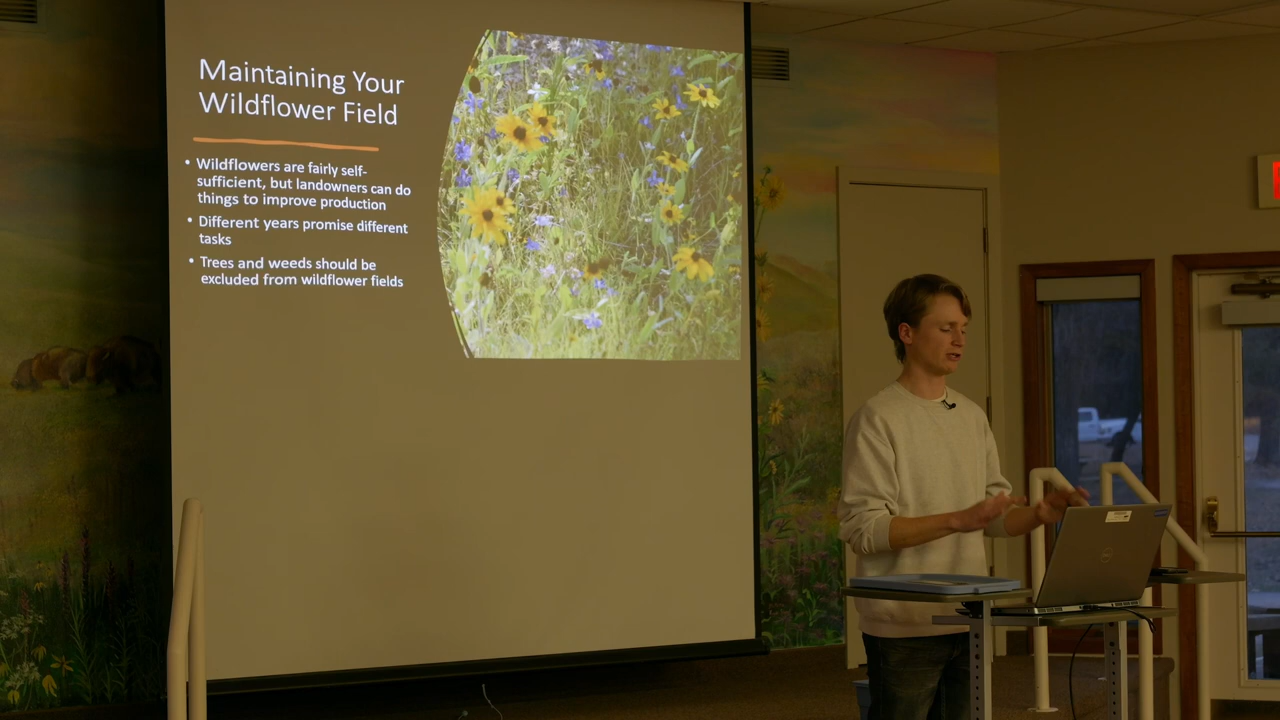 Maintaining Your
Wildflower Field
• Wildflowers are fairly self-
sufficient, but landowners can do
things to improve production
• Different years promise different
tasks
• Trees and weeds should be
excluded from wildflower fields